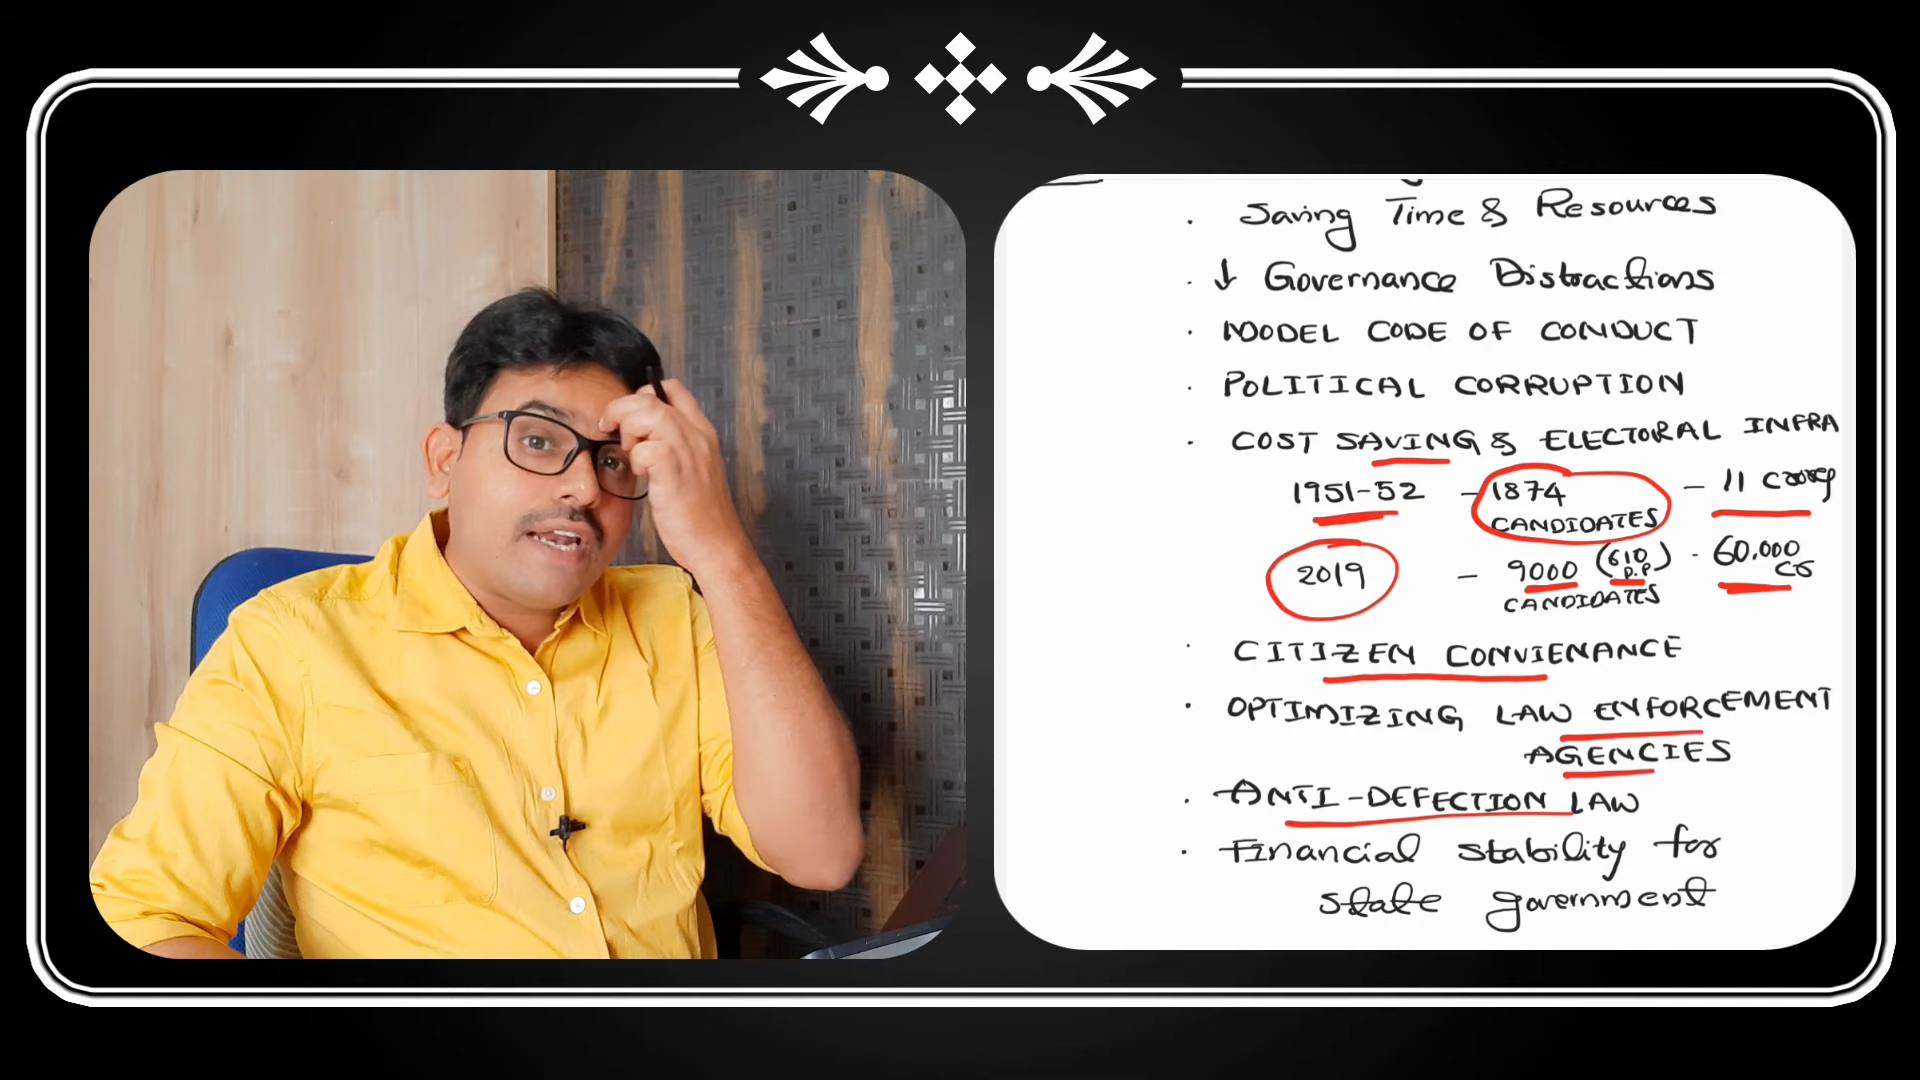 . Saving Time & Resources
. ↓ Governance Distractions
. MODEL CODE OF CONDUCT
. POLITICAL CORRUPTION
. COST SAVING & ELECTORAL INFRA
1951-52 - 1874 CANDIDATES - 11 crores
2019 - 9000 CANDIDATES (610 P.P) - 60.000 Cr
. CITIZEN CONVIENANCE
. OPTIMIZING LAW ENFORCEMENT
AGENCIES
. ANTI-DEFECTION LAW
. Financial stability for
state government